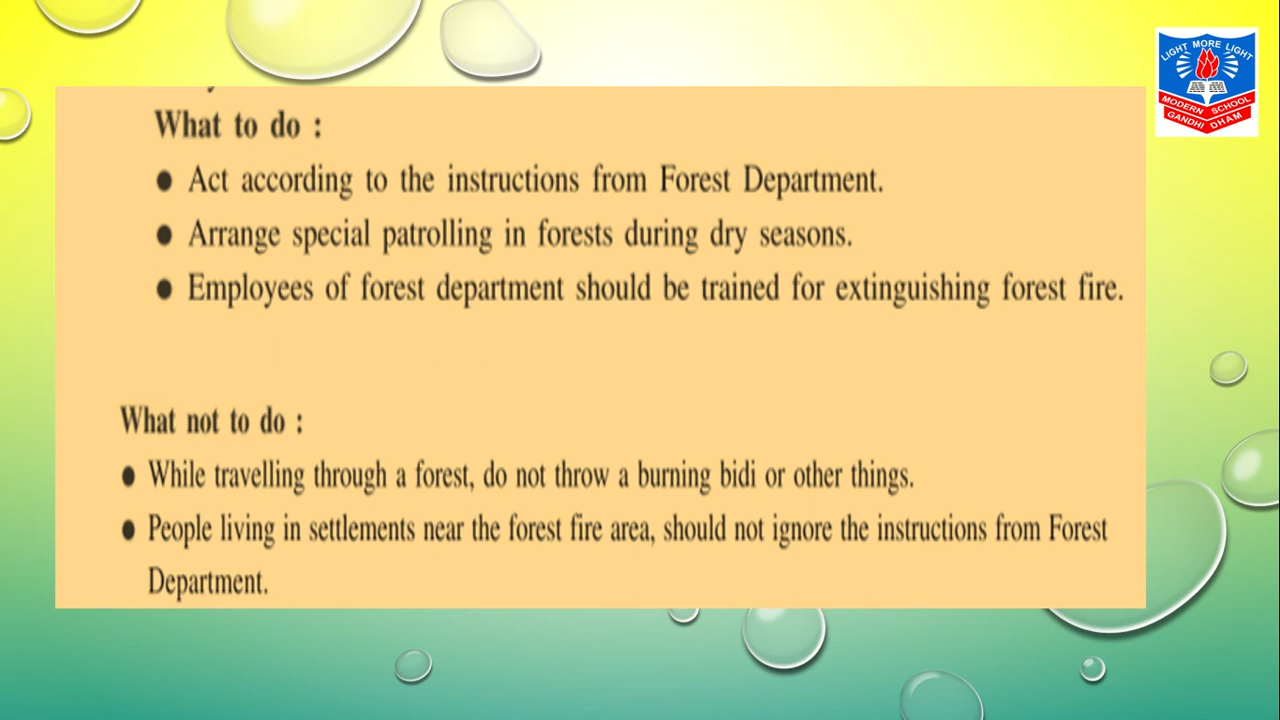 LIGHT MORE LIGHT
MODERN SCHOOL
GANDHI DHAM
What to do :
● Act according to the instructions from Forest Department.
● Arrange special patrolling in forests during dry seasons.
● Employees of forest department should be trained for extinguishing forest fire.
What not to do :
● While travelling through a forest, do not throw a burning bidi or other things.
● People living in settlements near the forest fire area, should not ignore the instructions from Forest
Department.